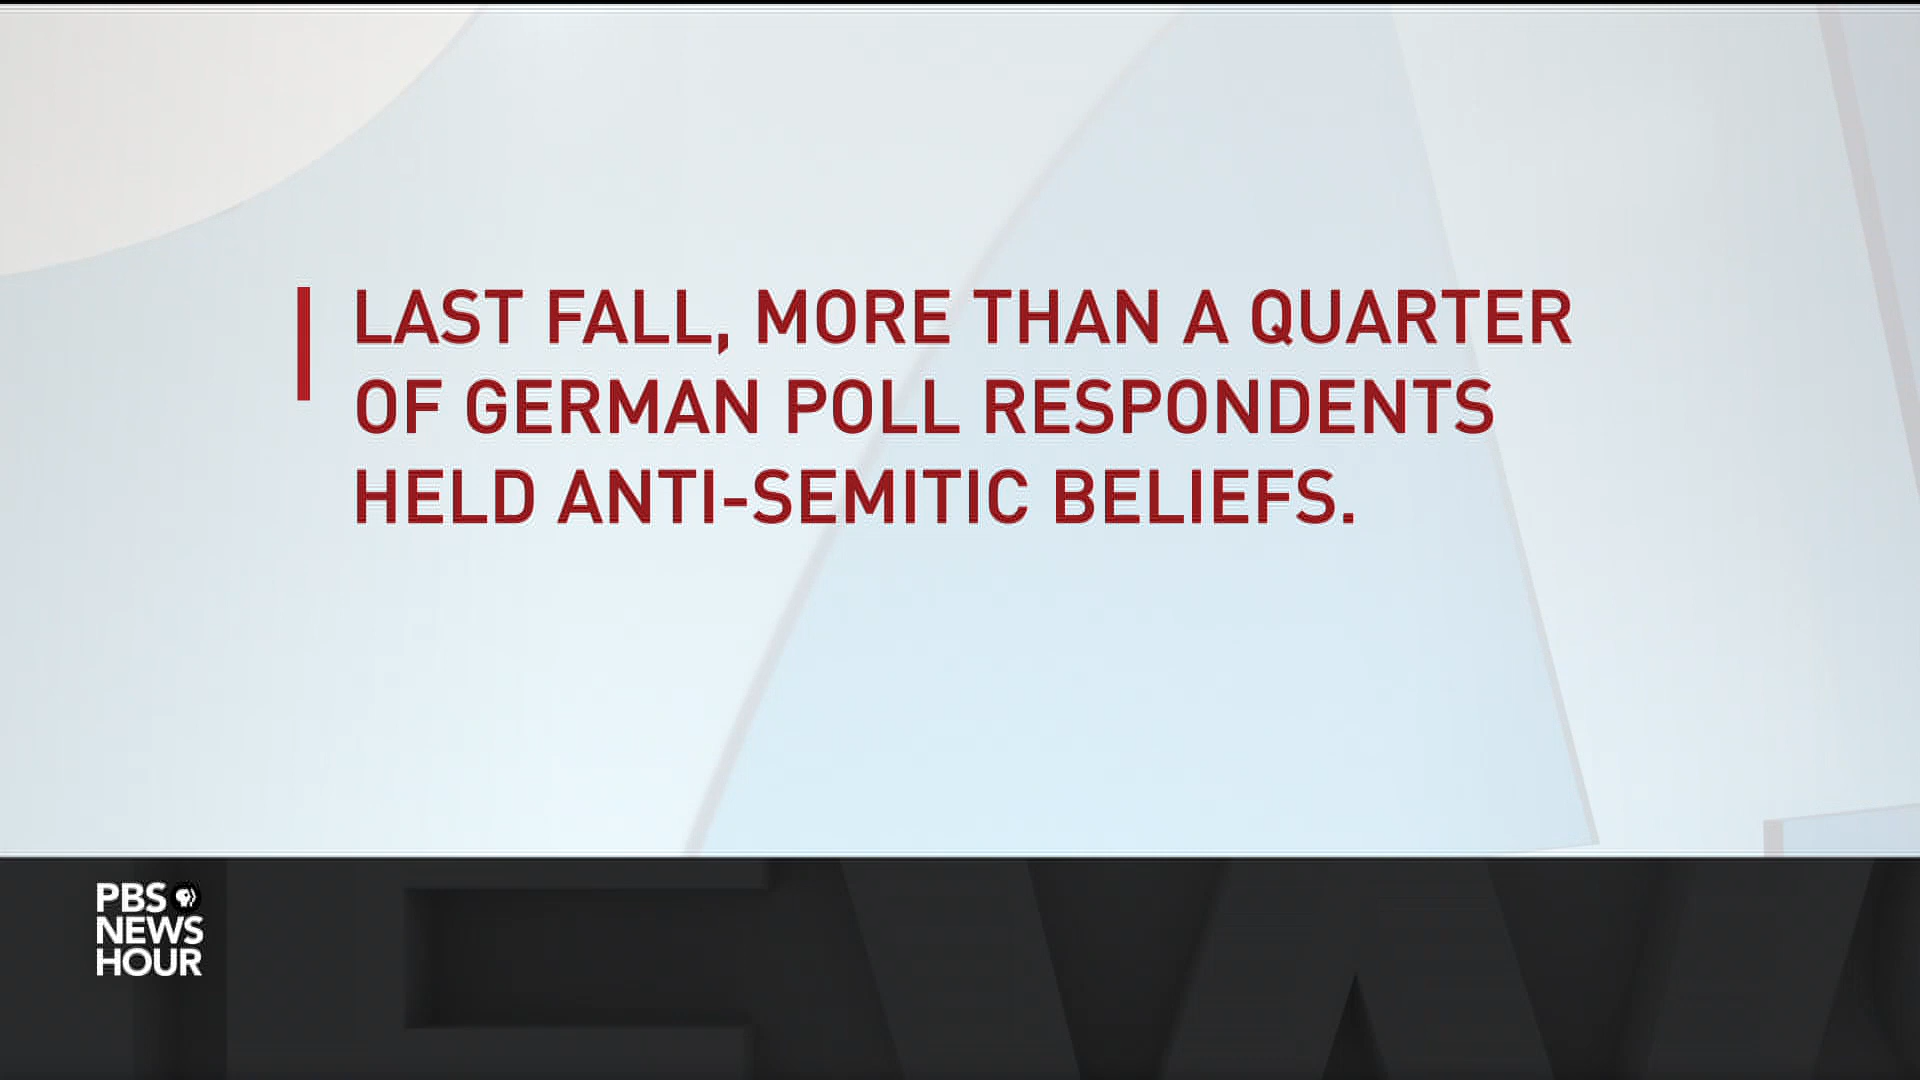 LAST FALL, MORE THAN A QUARTER
OF GERMAN POLL RESPONDENTS
HELD ANTI-SEMITIC BELIEFS.
PBS
NEWS
HOUR